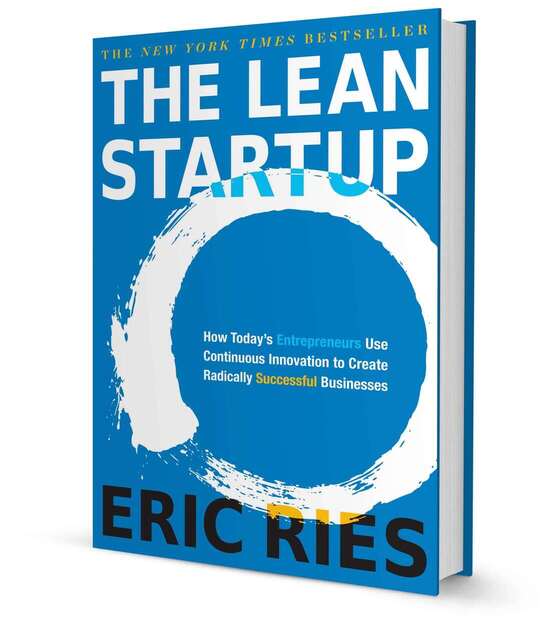 THE NEW YORK TIMES BESTSELLER
THE LEAN
STARTUP
How Today's Entrepreneurs Use
Continuous Innovation to Create
Radically Successful Businesses
ERIC RIES